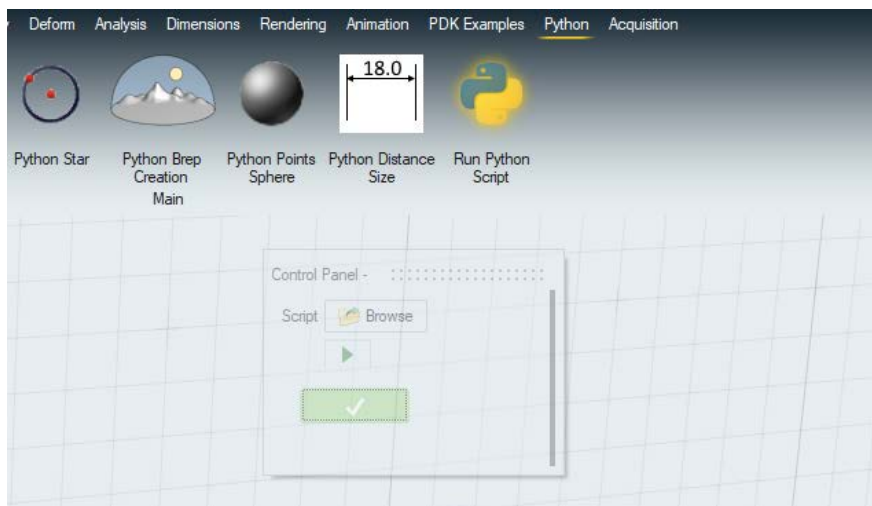 Deform Analysis Dimensions Rendering Animation PDK Examples Python Acquisition
18.0
Python Star
Python Brep
Creation
Python Points
Sphere
Python Distance
Size
Run Python
Script
Main
Control Panel -
Script Browse